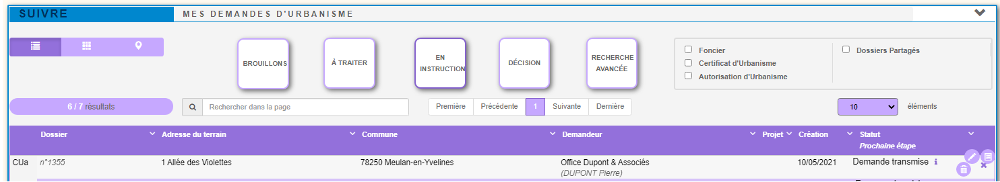 SUIVRE
MES DEMANDES D'URBANISME
BROUILLONS
À TRAITER
EN
INSTRUCTION
DÉCISION
RECHERCHE
AVANCÉE
Foncier
Certificat d'Urbanisme
Autorisation d'Urbanisme
Dossiers Partagés
6 / 7 résultats
Rechercher dans la page
Première
Précédente
1
Suivante
Dernière
10
éléments
Dossier
Adresse du terrain
Commune
Demandeur
Projet
Création
Statut
Prochaine étape
CUa
n°1355
1 Allée des Violettes
78250 Meulan-en-Yvelines
Office Dupont & Associés
(DUPONT Pierre)
10/05/2021
Demande transmise